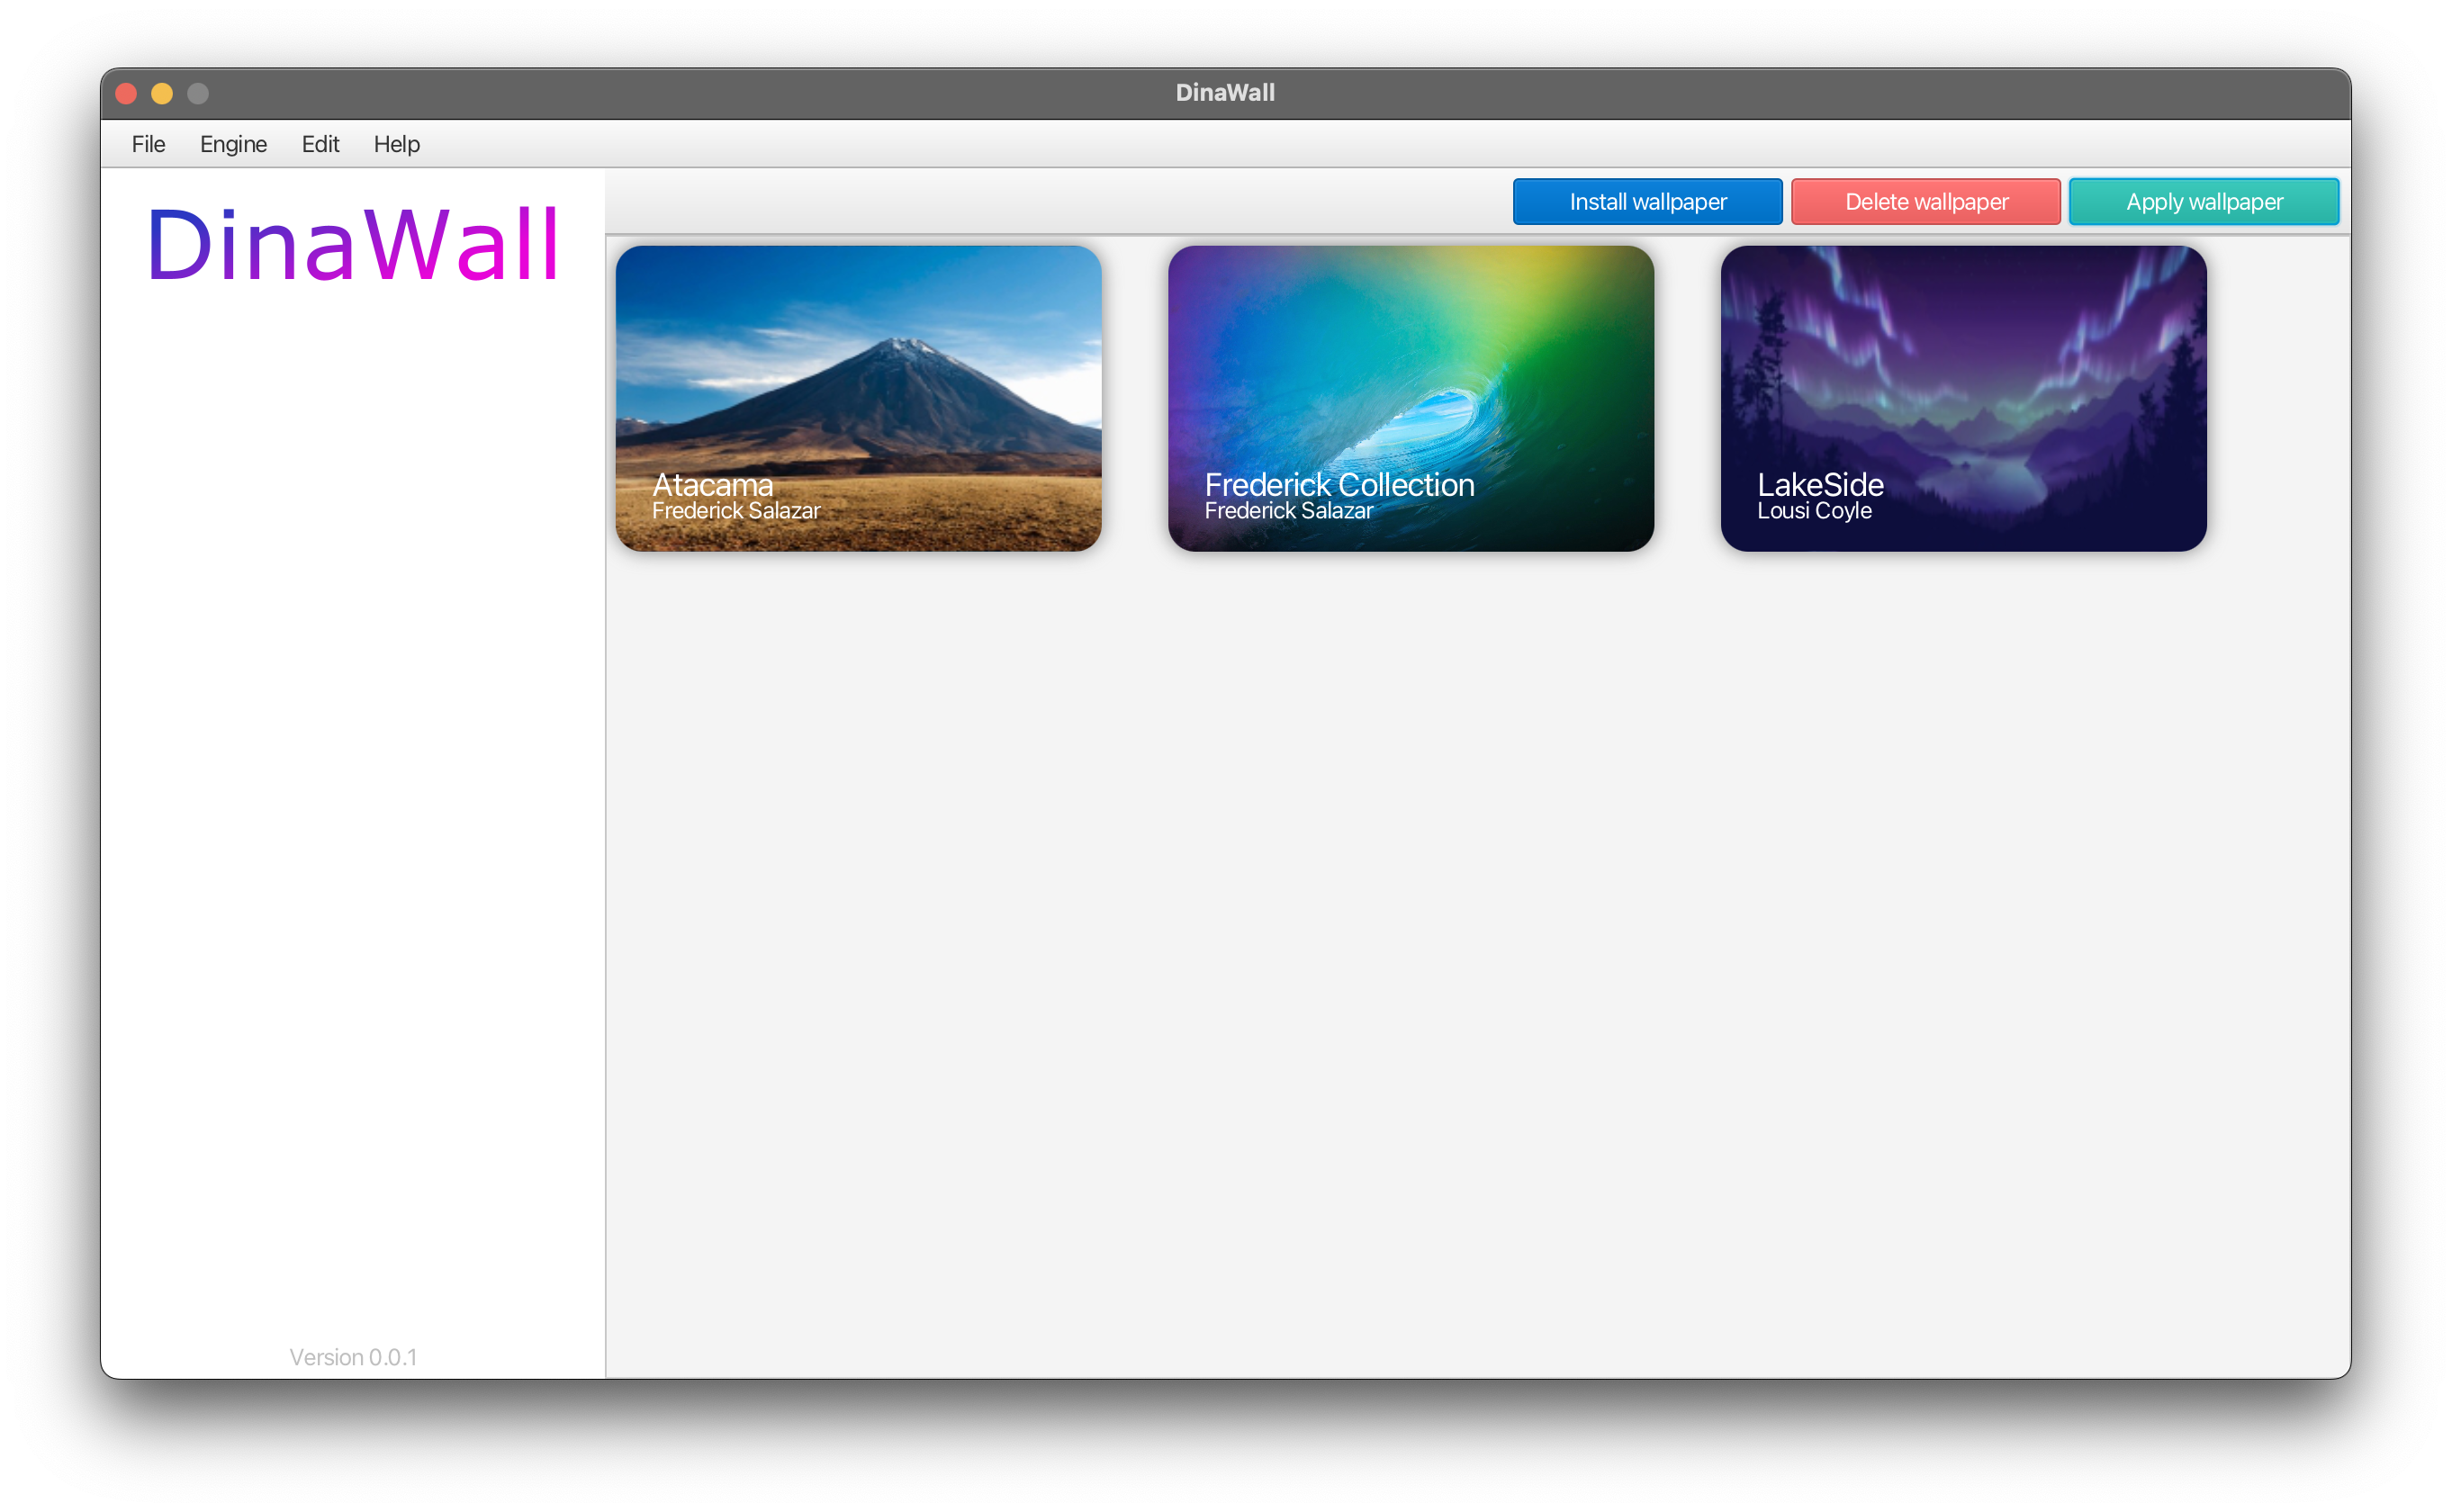 DinaWall
File Engine Edit Help
DinaWall
Install wallpaper Delete wallpaper Apply wallpaper
Atacama
Frederick Salazar
Frederick Collection
Frederick Salazar
LakeSide
Lousi Coyle
Version 0.0.1